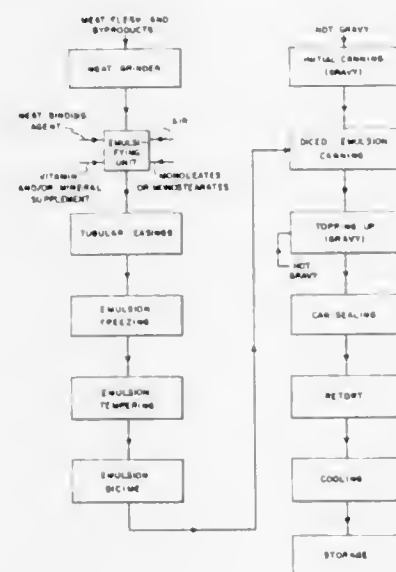 MEAT FLESH AND
BYPRODUCTS
MEAT GRINDER
MEAT BINDING
AGENT
AIR
EMULSI
FYING
UNIT
VITAMIN
AND/OR MINERAL
SUPPLEMENT
MONOLEATES
OR MONOSTEARATES
TUBULAR CASINGS
EMULSION
FREEZING
EMULSION
TEMPERING
EMULSION
DICING
HOT GRAVY
INITIAL CANNING
(GRAVY)
DICED EMULSION
CANNING
TOPPING UP
(GRAVY)
HOT
GRAVY
CAN SEALING
RETORT
COOLING
STORAGE